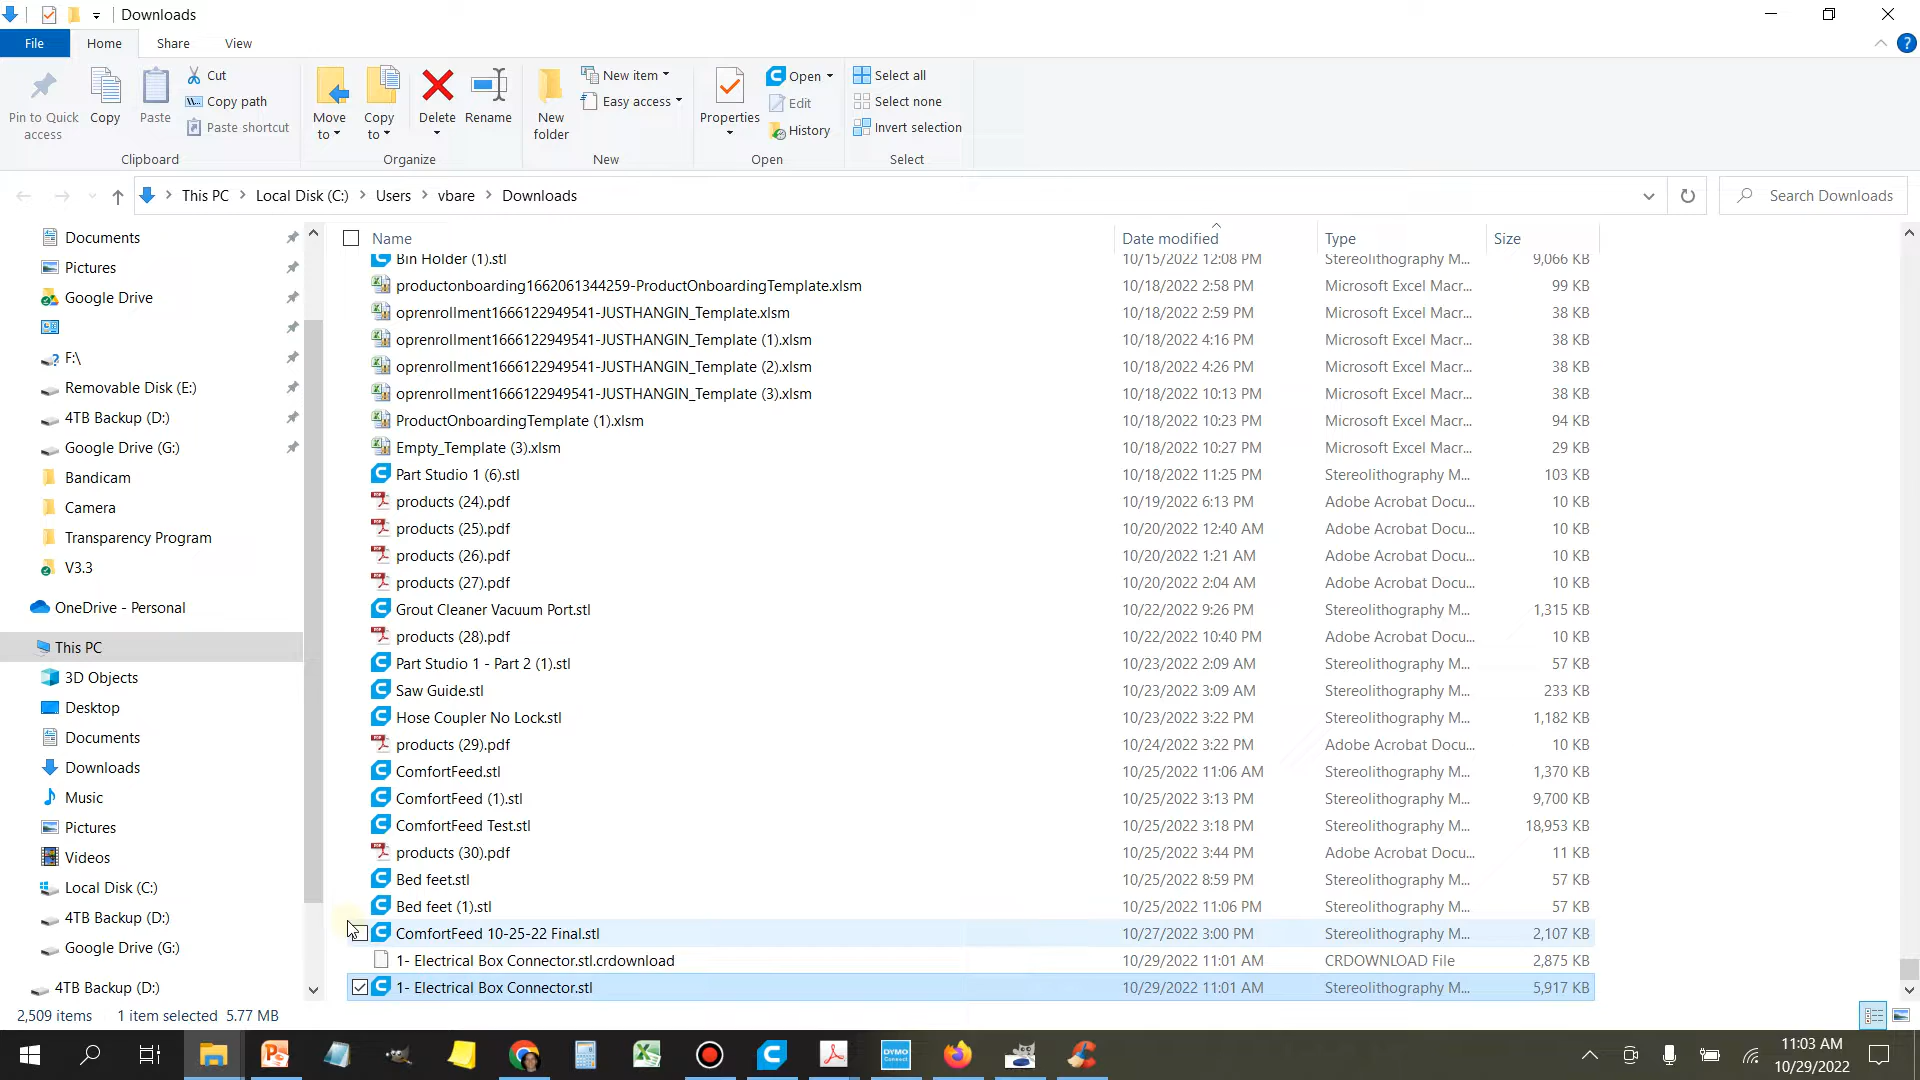 Downloads
File Home Share View
Pin to Quick access
Copy
Paste
Cut
Copy path
Paste shortcut
Clipboard
Move to
Copy to
Delete
Rename
Organize
New folder
New item
Easy access
New
Properties
Open
Edit
History
Open
Select all
Select none
Invert selection
Select
This PC > Local Disk (C:) > Users > vbare > Downloads
Search Downloads
Documents
Pictures
Google Drive
F:\
Removable Disk (E:)
4TB Backup (D:)
Google Drive (G:)
Bandicam
Camera
Transparency Program
V3.3
OneDrive - Personal
This PC
3D Objects
Desktop
Documents
Downloads
Music
Pictures
Videos
Local Disk (C:)
4TB Backup (D:)
Google Drive (G:)
4TB Backup (D:)
Name Date modified Type Size
Bin Holder (1).stl 10/15/2022 12:08 PM Stereolithography M... 9,066 KB
productonboarding1662061344259-ProductOnboardingTemplate.xlsm 10/18/2022 2:58 PM Microsoft Excel Macr... 99 KB
oprenrollment1666122949541-JUSTHANGIN_Template.xlsm 10/18/2022 2:59 PM Microsoft Excel Macr... 38 KB
oprenrollment1666122949541-JUSTHANGIN_Template (1).xlsm 10/18/2022 4:16 PM Microsoft Excel Macr... 38 KB
oprenrollment1666122949541-JUSTHANGIN_Template (2).xlsm 10/18/2022 4:26 PM Microsoft Excel Macr... 38 KB
oprenrollment1666122949541-JUSTHANGIN_Template (3).xlsm 10/18/2022 10:13 PM Microsoft Excel Macr... 38 KB
ProductOnboardingTemplate (1).xlsm 10/18/2022 10:23 PM Microsoft Excel Macr... 94 KB
Empty_Template (3).xlsm 10/18/2022 10:27 PM Microsoft Excel Macr... 29 KB
Part Studio 1 (6).stl 10/18/2022 11:25 PM Stereolithography M... 103 KB
products (24).pdf 10/19/2022 6:13 PM Adobe Acrobat Docu... 10 KB
products (25).pdf 10/20/2022 12:40 AM Adobe Acrobat Docu... 10 KB
products (26).pdf 10/20/2022 1:21 AM Adobe Acrobat Docu... 10 KB
products (27).pdf 10/20/2022 2:04 AM Adobe Acrobat Docu... 10 KB
Grout Cleaner Vacuum Port.stl 10/22/2022 9:26 PM Stereolithography M... 1,315 KB
products (28).pdf 10/22/2022 10:40 PM Adobe Acrobat Docu... 10 KB
Part Studio 1 - Part 2 (1).stl 10/23/2022 2:09 AM Stereolithography M... 57 KB
Saw Guide.stl 10/23/2022 3:09 AM Stereolithography M... 233 KB
Hose Coupler No Lock.stl 10/23/2022 3:22 PM Stereolithography M... 1,182 KB
products (29).pdf 10/24/2022 3:22 PM Adobe Acrobat Docu... 10 KB
ComfortFeed.stl 10/25/2022 11:06 AM Stereolithography M... 1,370 KB
ComfortFeed (1).stl 10/25/2022 3:13 PM Stereolithography M... 9,700 KB
ComfortFeed Test.stl 10/25/2022 3:18 PM Stereolithography M... 18,953 KB
products (30).pdf 10/25/2022 3:44 PM Adobe Acrobat Docu... 11 KB
Bed feet.stl 10/25/2022 8:59 PM Stereolithography M... 57 KB
Bed feet (1).stl 10/25/2022 11:06 PM Stereolithography M... 57 KB
ComfortFeed 10-25-22 Final.stl 10/27/2022 3:00 PM Stereolithography M... 2,107 KB
1- Electrical Box Connector.stl.crdownload 10/29/2022 11:01 AM CRDOWNLOAD File 2,875 KB
1- Electrical Box Connector.stl 10/29/2022 11:01 AM Stereolithography M... 5,917 KB
2,509 items 1 item selected 5.77 MB
DYMO
Connect
11:03 AM
10/29/2022